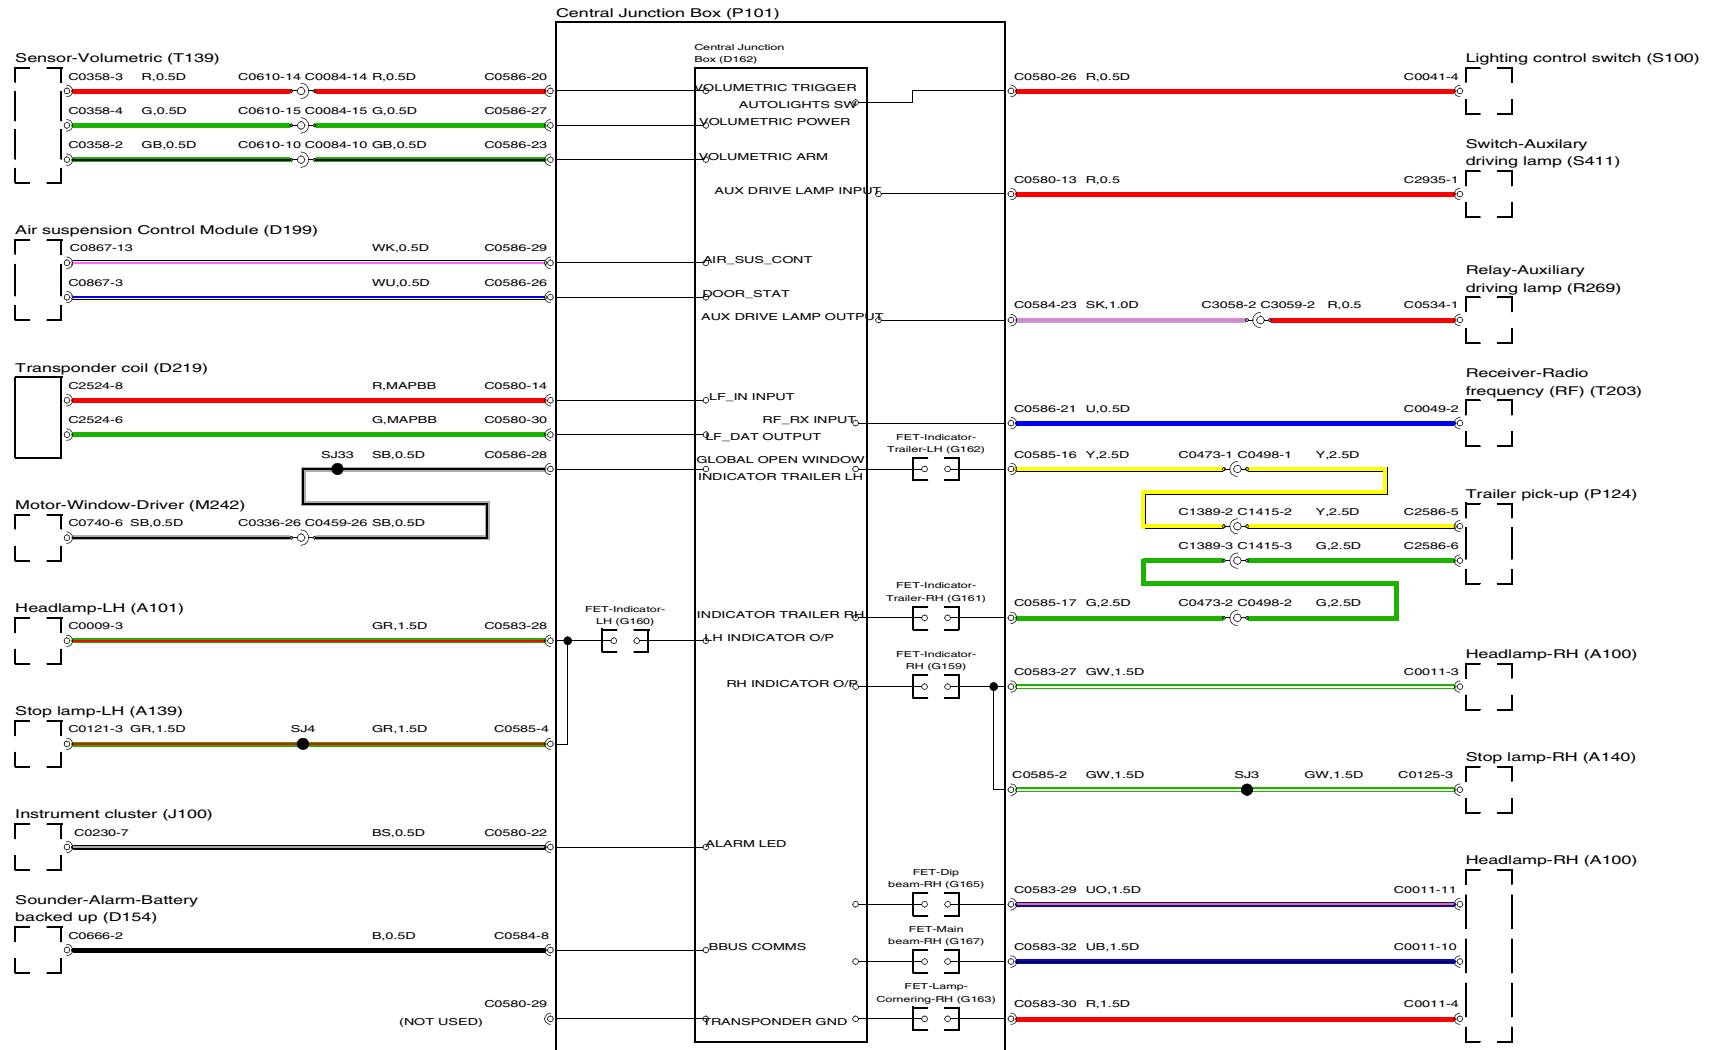 Central Junction Box (P101)
Central Junction
Box (D162)
Sensor-Volumetric (T139)
C0358-3 R,0.5D C0610-14 C0084-14 R,0.5D C0586-20
C0358-4 G,0.5D C0610-15 C0084-15 G,0.5D C0586-27
C0358-2 GB,0.5D C0610-10 C0084-10 GB,0.5D C0586-23
Air suspension Control Module (D199)
C0867-13 WK,0.5D C0586-29
C0867-3 WU,0.5D C0586-26
Transponder coil (D219)
C2524-8 R,MAPBB C0580-14
C2524-6 G,MAPBB C0580-30
SJ33 SB,0.5D C0586-28
Motor-Window-Driver (M242)
C0740-6 SB,0.5D C0336-26 C0459-26 SB,0.5D
Headlamp-LH (A101)
C0009-3 GR,1.5D C0583-28
Stop lamp-LH (A139)
C0121-3 GR,1.5D SJ4 GR,1.5D C0585-4
Instrument cluster (J100)
C0230-7 BS,0.5D C0580-22
Sounder-Alarm-Battery
backed up (D154)
C0666-2 B,0.5D C0584-8
C0580-29
(NOT USED)
FET-Indicator-
LH (G160)
VOLUMETRIC TRIGGER
AUTOLIGHTS SW
VOLUMETRIC POWER
VOLUMETRIC ARM
AUX DRIVE LAMP INPUT
AIR_SUS_CONT
DOOR_STAT
AUX DRIVE LAMP OUTPUT
LF_IN INPUT
RF_RX INPUT
LF_DAT OUTPUT
GLOBAL OPEN WINDOW
INDICATOR TRAILER LH
INDICATOR TRAILER RH
LH INDICATOR O/P
RH INDICATOR O/P
ALARM LED
BBUS COMMS
TRANSPONDER GND
FET-Indicator-
Trailer-LH (G162)
FET-Indicator-
Trailer-RH (G161)
FET-Indicator-
RH (G159)
FET-Dip
beam-RH (G165)
FET-Main
beam-RH (G167)
FET-Lamp-
Cornering-RH (G163)
Lighting control switch (S100)
C0580-26 R,0.5D C0041-4
Switch-Auxilary
driving lamp (S411)
C0580-13 R,0.5 C2935-1
Relay-Auxiliary
driving lamp (R269)
C0584-23 SK,1.0D C3058-2 C3059-2 R,0.5 C0534-1
Receiver-Radio
frequency (RF) (T203)
C0586-21 U,0.5D C0049-2
C0585-16 Y,2.5D C0473-1 C0498-1 Y,2.5D
Trailer pick-up (P124)
C1389-2 C1415-2 Y,2.5D C2586-5
C1389-3 C1415-3 G,2.5D C2586-6
C0585-17 G,2.5D C0473-2 C0498-2 G,2.5D
Headlamp-RH (A100)
C0583-27 GW,1.5D C0011-3
Stop lamp-RH (A140)
C0585-2 GW,1.5D SJ3 GW,1.5D C0125-3
Headlamp-RH (A100)
C0583-29 UO,1.5D C0011-11
C0583-32 UB,1.5D C0011-10
C0583-30 R,1.5D C0011-4